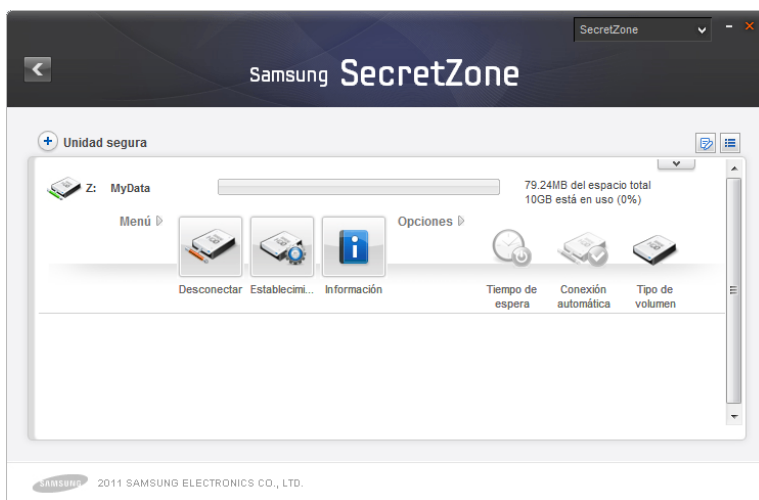 SecretZone
Samsung SecretZone
Unidad segura
Z: MyData
79.24MB del espacio total
10GB está en uso (0%)
Menú
Opciones
Desconectar
Establecimi...
Información
Tiempo de
espera
Conexión
automática
Tipo de
volumen
SAMSUNG 2011 SAMSUNG ELECTRONICS CO., LTD.